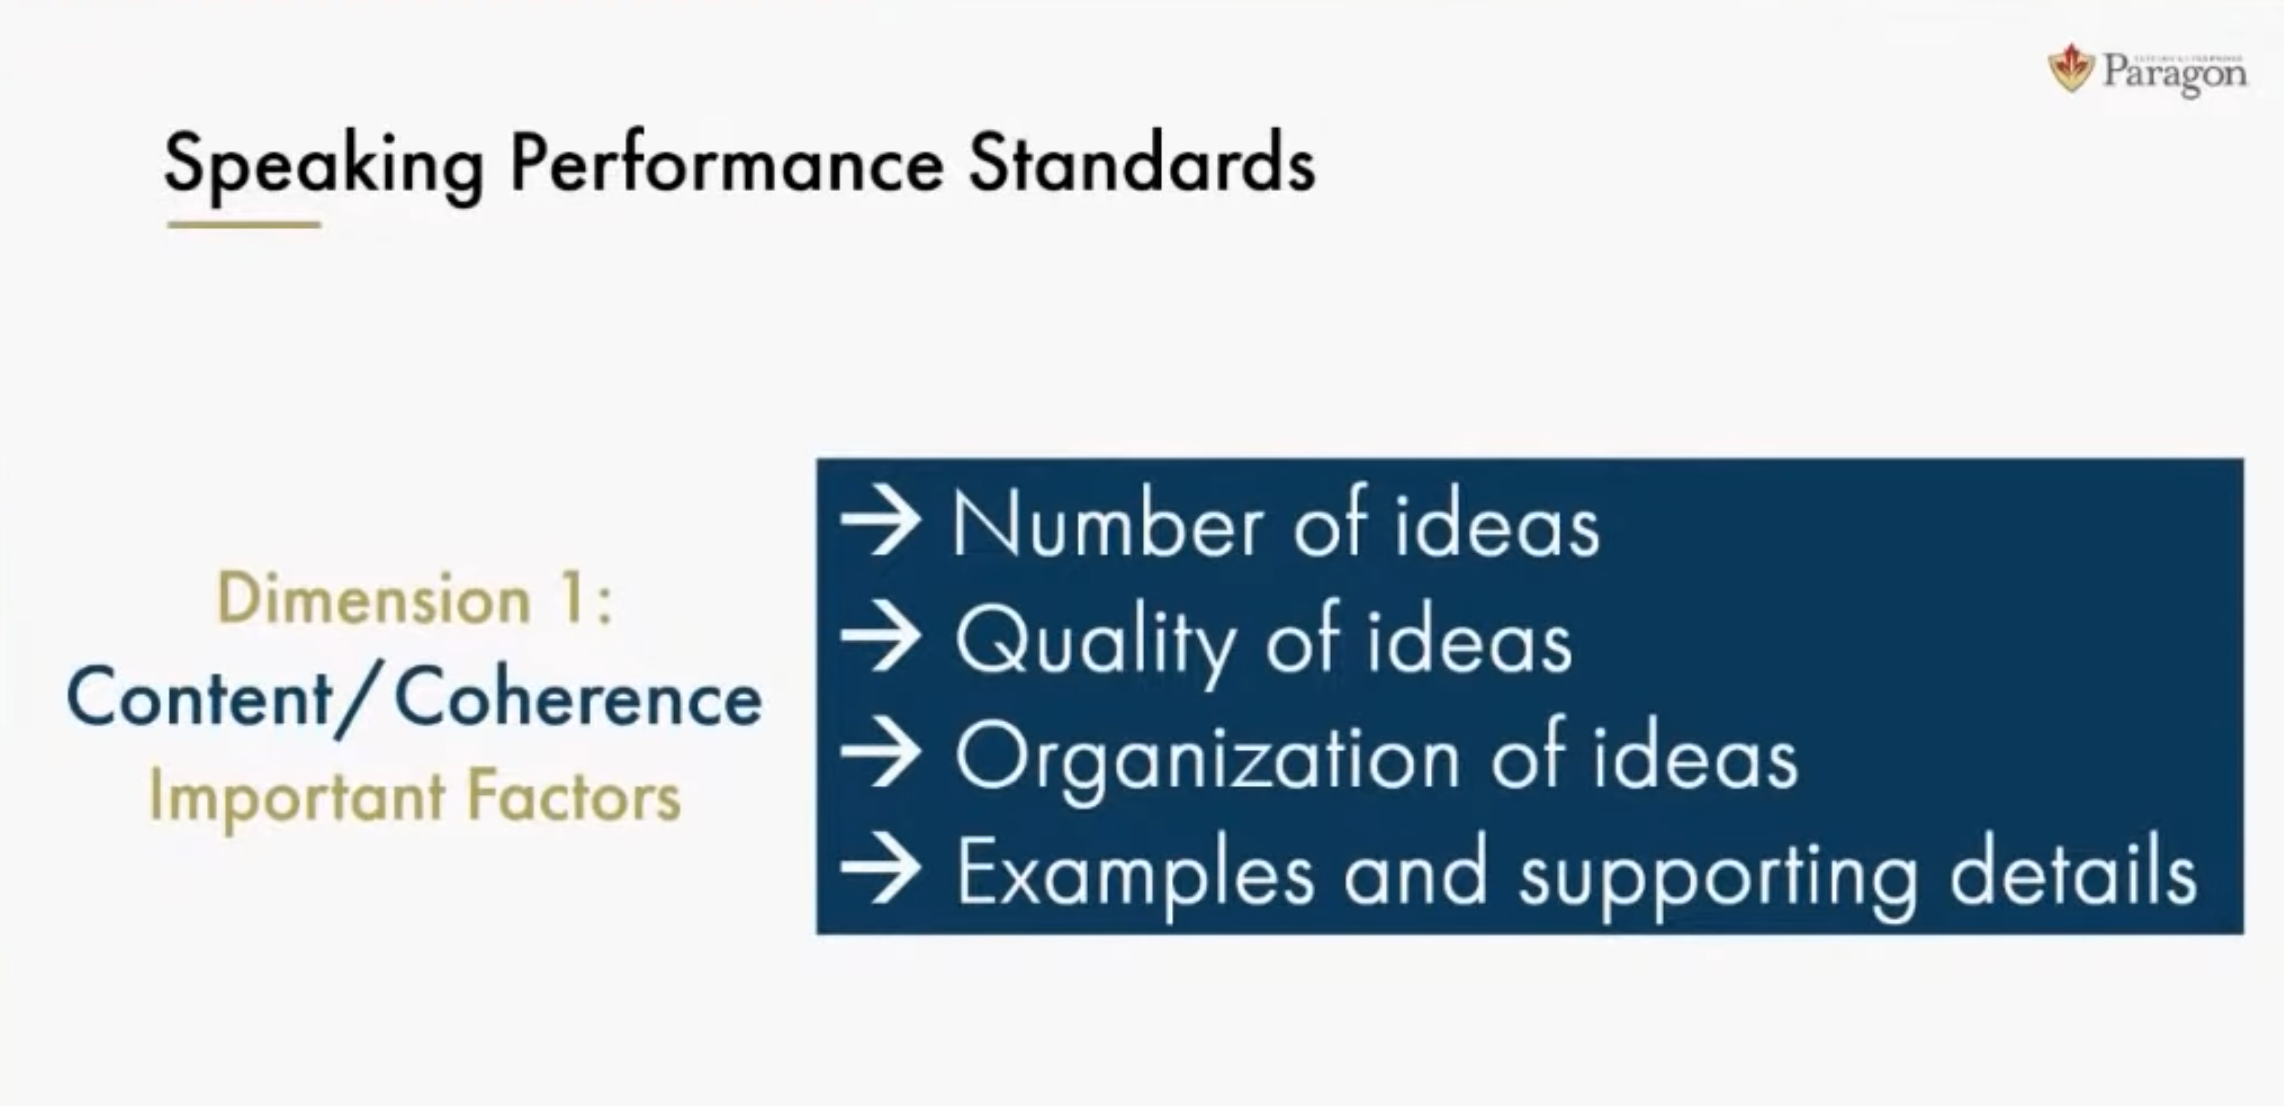 Paragon
Speaking Performance Standards
Dimension 1:
Content/Coherence
Important Factors
→ Number of ideas
→ Quality of ideas
→ Organization of ideas
→ Examples and supporting details